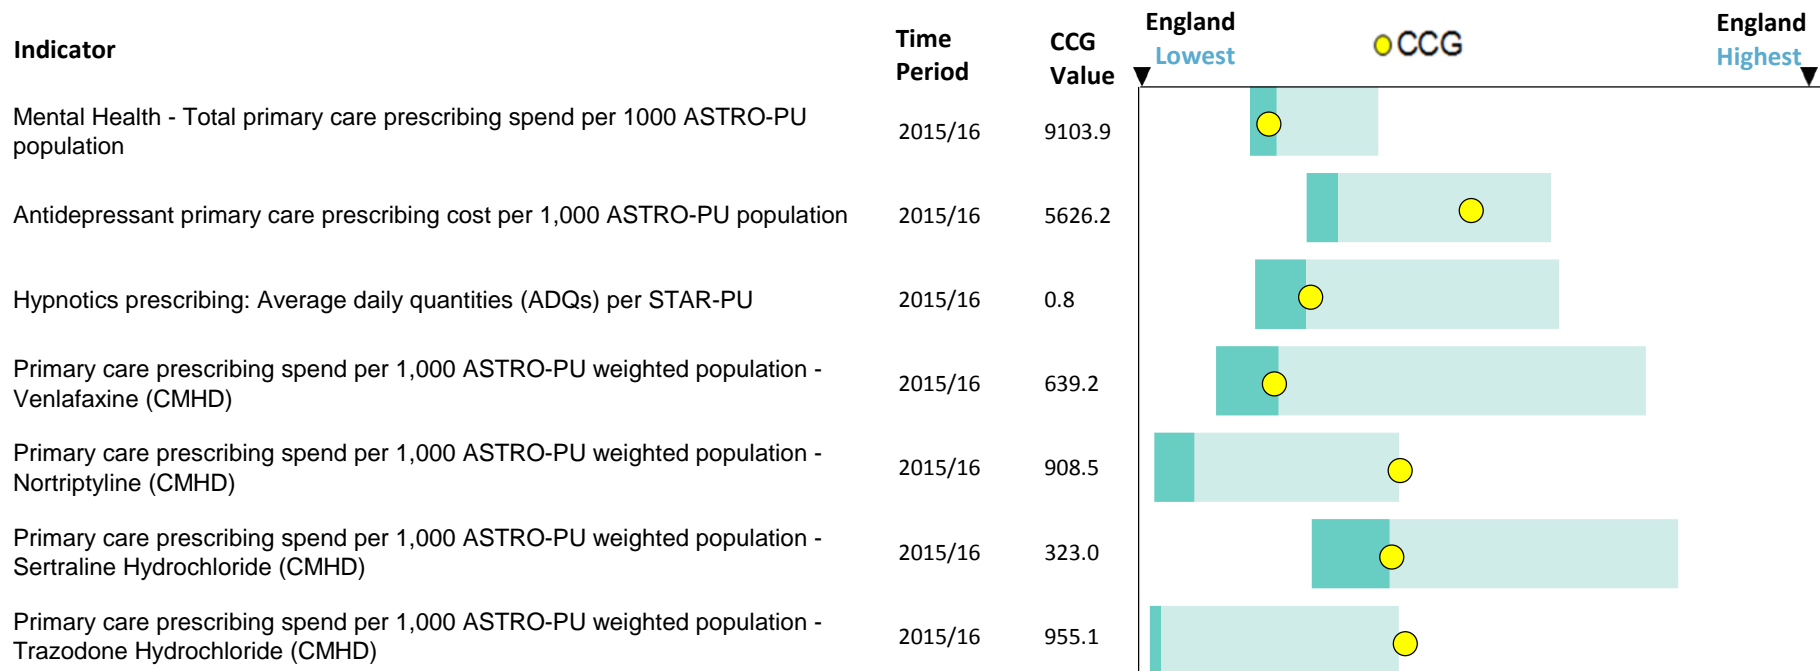 Indicator
Time
Period
CCG
Value
England
Lowest
CCG
England
Highest
Mental Health - Total primary care prescribing spend per 1000 ASTRO-PU
population
2015/16
9103.9
Antidepressant primary care prescribing cost per 1,000 ASTRO-PU population
2015/16
5626.2
Hypnotics prescribing: Average daily quantities (ADQs) per STAR-PU
2015/16
0.8
Primary care prescribing spend per 1,000 ASTRO-PU weighted population -
Venlafaxine (CMHD)
2015/16
639.2
Primary care prescribing spend per 1,000 ASTRO-PU weighted population -
Nortriptyline (CMHD)
2015/16
908.5
Primary care prescribing spend per 1,000 ASTRO-PU weighted population -
Sertraline Hydrochloride (CMHD)
2015/16
323.0
Primary care prescribing spend per 1,000 ASTRO-PU weighted population -
Trazodone Hydrochloride (CMHD)
2015/16
955.1